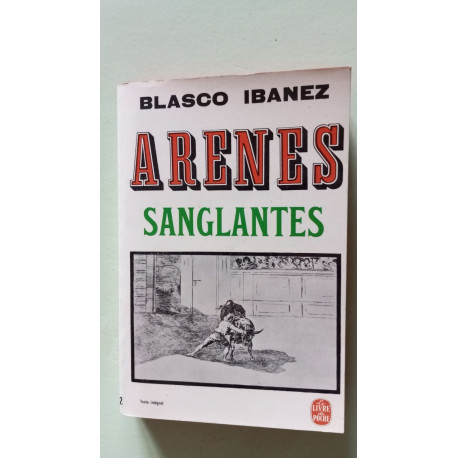 BLASCO IBANEZ
ARENES
SANGLANTES
2
Texte intégral
LE LIVRE
DE POCHE